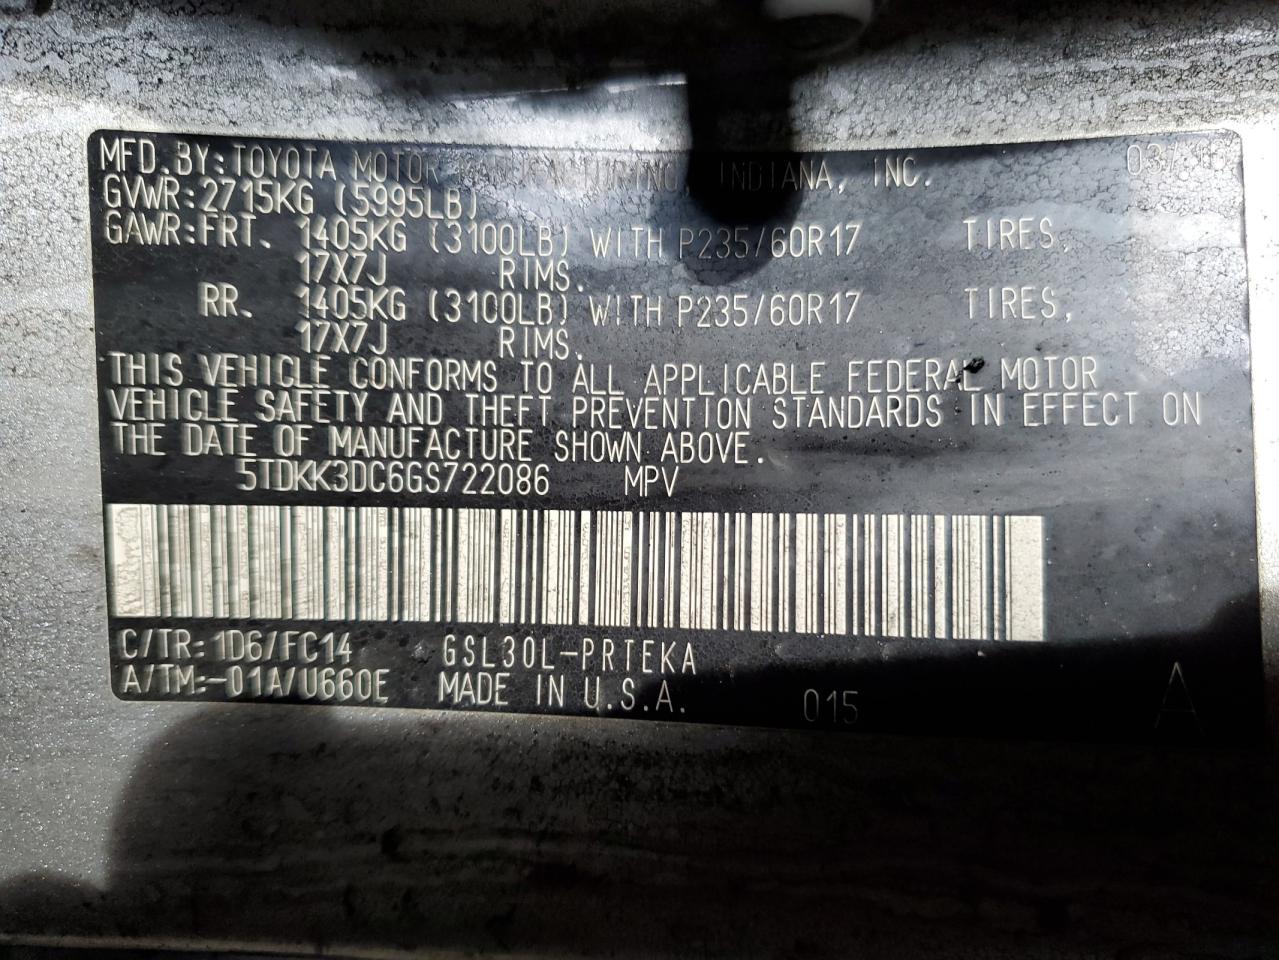 MFD.BY:TOYOTA MOTOR MANUFACTURING, INDIANA, INC. 03/16
GVWR:2715KG (5995LB)
GAWR:FRT. 1405KG (3100LB) WITH P235/60R17 TIRES,
17X7J RIMS.
RR. 1405KG (3100LB) WITH P235/60R17 TIRES,
17X7J RIMS.
THIS VEHICLE CONFORMS TO ALL APPLICABLE FEDERAL MOTOR
VEHICLE SAFETY AND THEFT PREVENTION STANDARDS IN EFFECT ON
THE DATE OF MANUFACTURE SHOWN ABOVE.
5TDKK3DC6GS722086 MPV
C/TR:1D6/FC14 GSL30L-PRTEKA
A/TM:-01A/U660E MADE IN U.S.A. 015 A